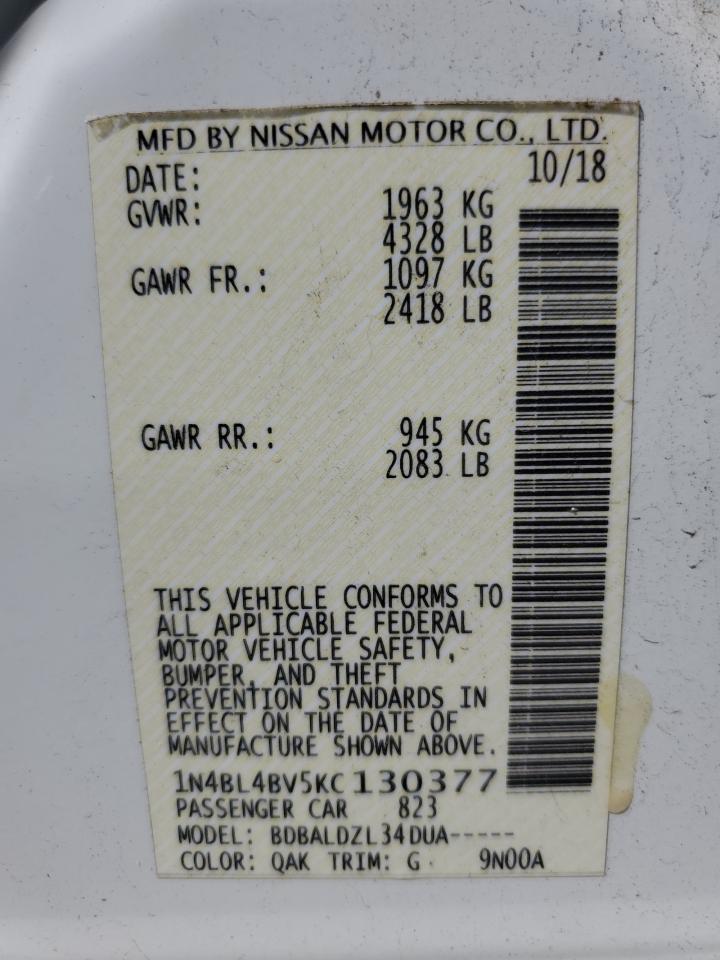 MFD BY NISSAN MOTOR CO., LTD.
DATE: 10/18
GVWR: 1963 KG
4328 LB
GAWR FR.: 1097 KG
2418 LB
GAWR RR.: 945 KG
2083 LB
THIS VEHICLE CONFORMS TO
ALL APPLICABLE FEDERAL
MOTOR VEHICLE SAFETY,
BUMPER, AND THEFT
PREVENTION STANDARDS IN
EFFECT ON THE DATE OF
MANUFACTURE SHOWN ABOVE.
1N4BL4BV5KC130377
PASSENGER CAR 823
MODEL: BDBALDZL34DUA-----
COLOR: QAK TRIM: G 9N00A